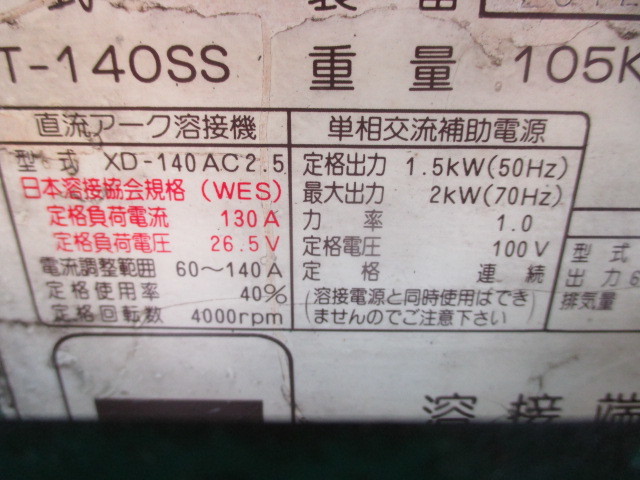 T-140SS 重量 105K
直流アーク溶接機
型式 XD-140AC2.5
日本溶接協会規格(WES)
定格負荷電流 130A
定格負荷電圧 26.5V
電流調整範囲 60~140A
定格使用率 40%
定格回転数 4000rpm
単相交流補助電源
定格出力 1.5kW(50Hz)
最大出力 2kW(70Hz)
力率 1.0
定格電圧 100V
定格 連続
(溶接電源と同時使用はでき
ませんのでご注意下さい)
型式
出力
排気量
溶接端